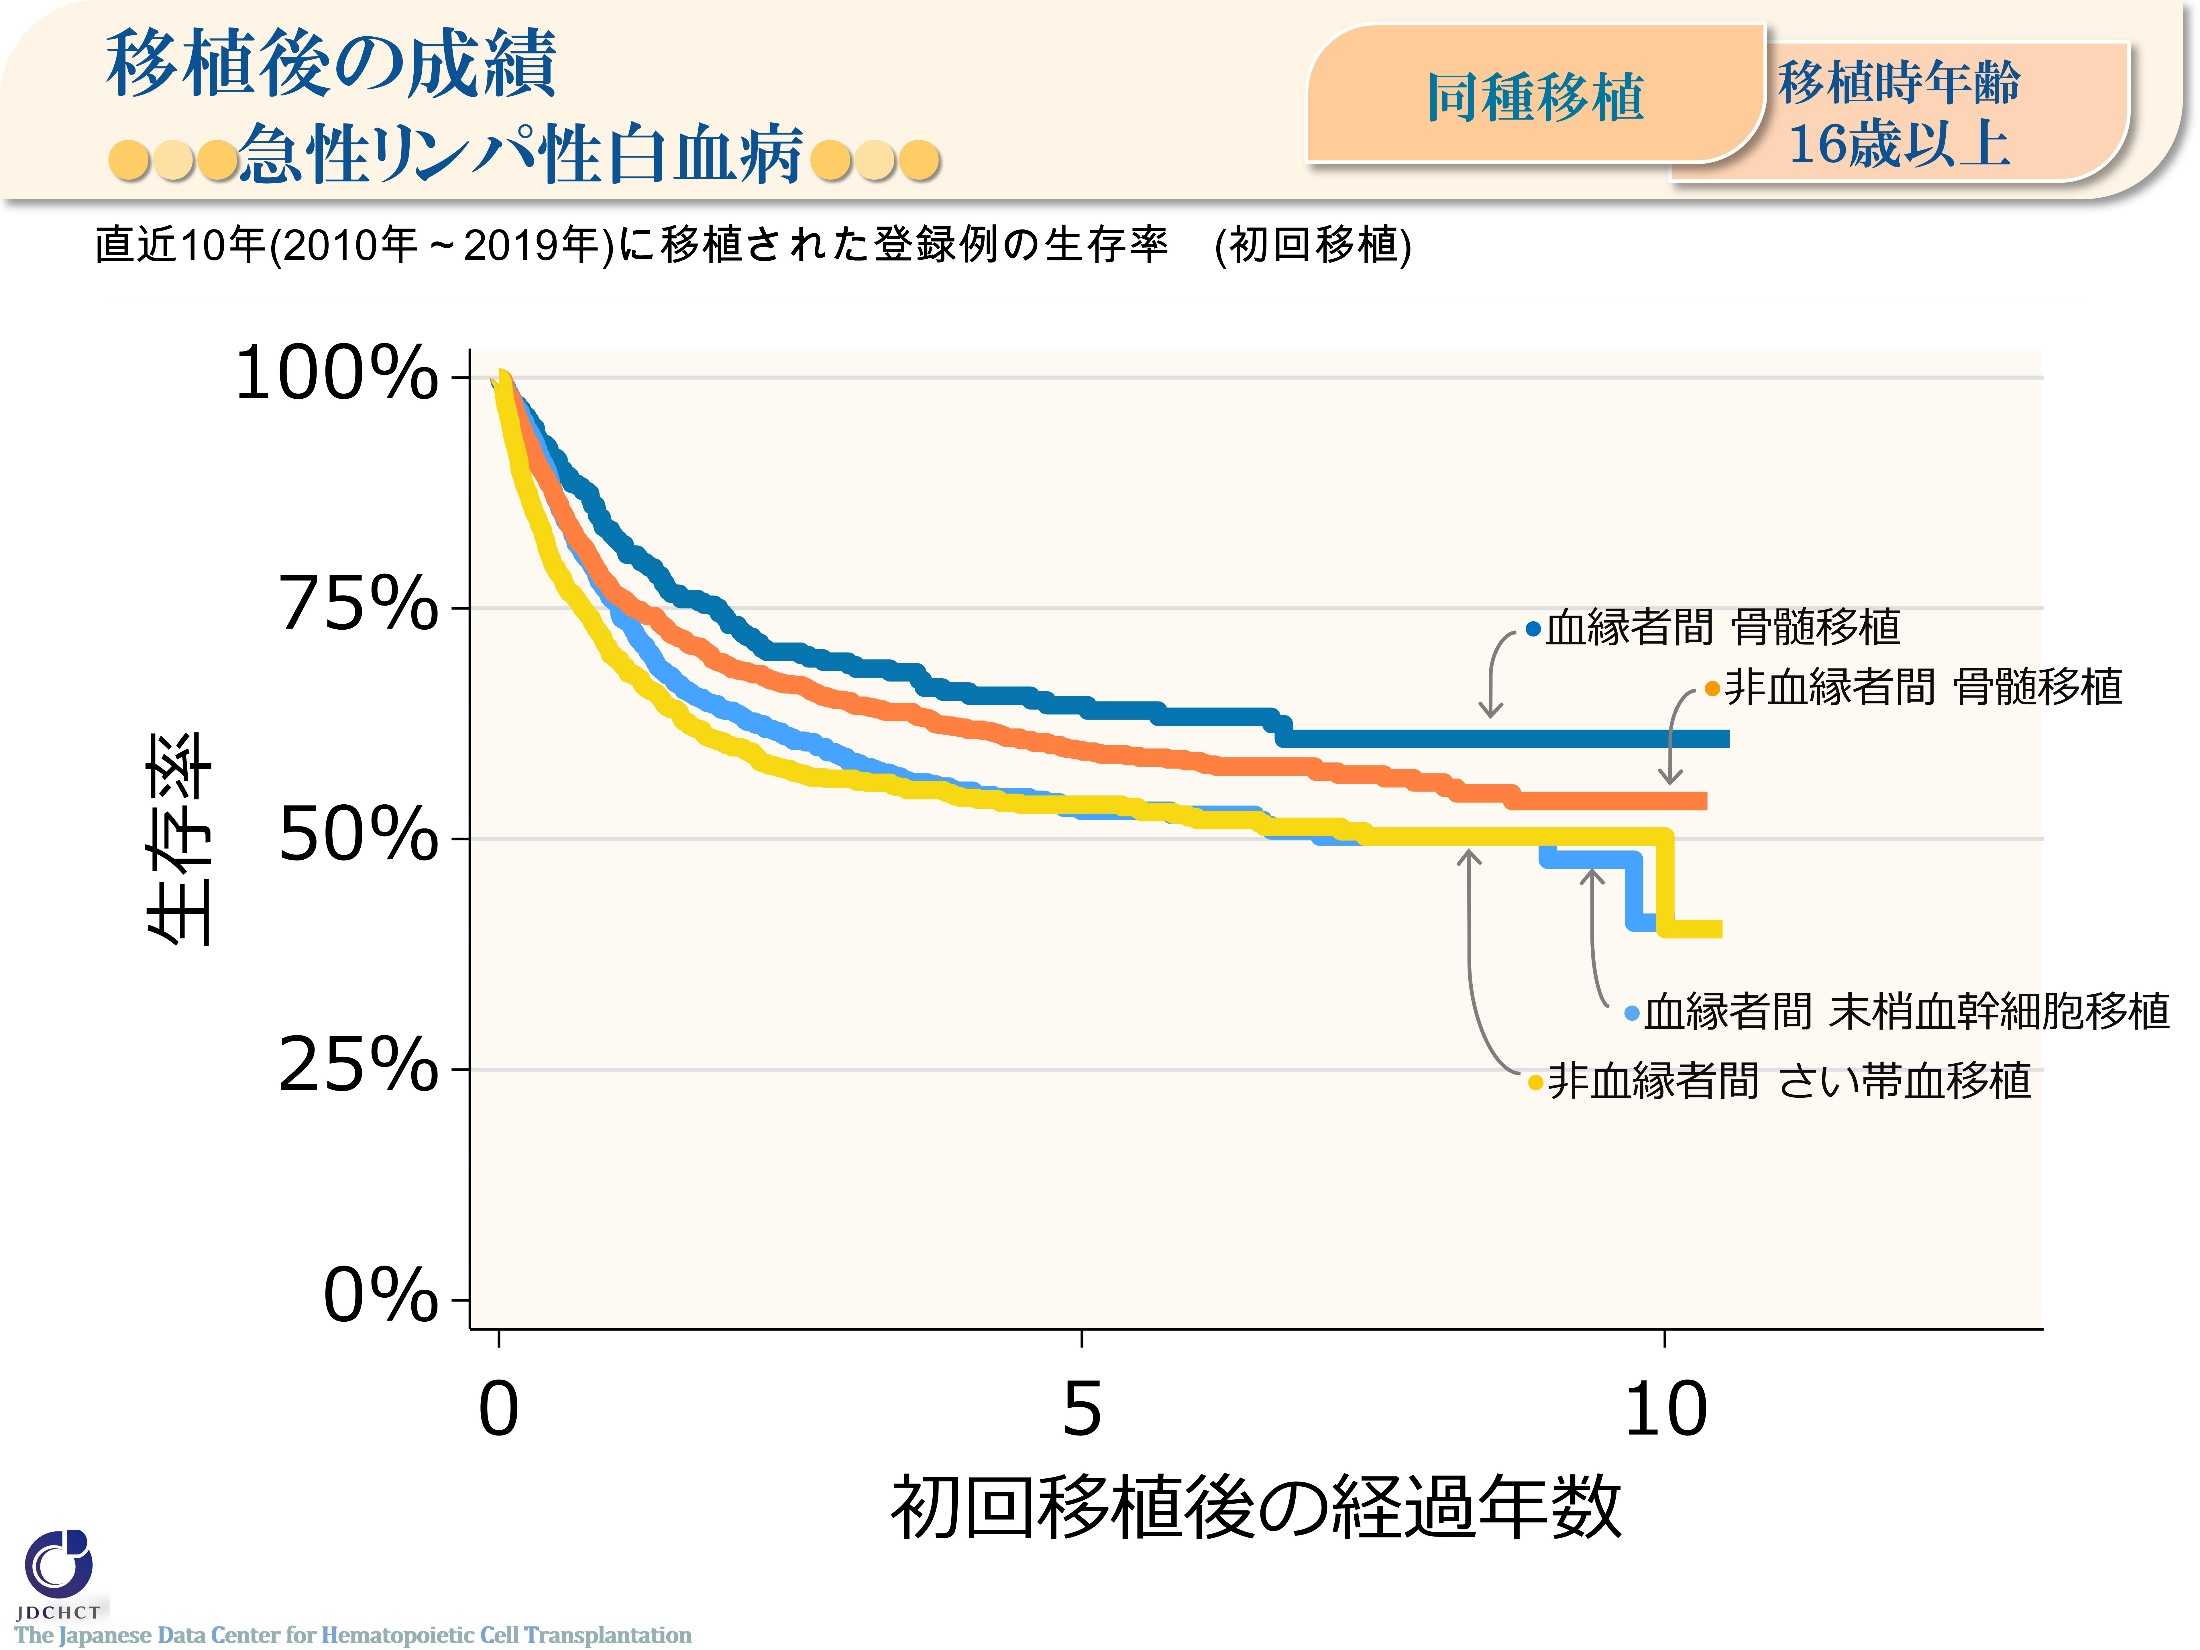 移植後の成績
急性リンパ性白血病
同種移植
移植時年齢
16歳以上
直近10年(2010年～2019年)に移植された登録例の生存率　(初回移植)
100%
75%
50%
25%
0%
生存率
血縁者間 骨髄移植
非血縁者間 骨髄移植
血縁者間 末梢血幹細胞移植
非血縁者間 さい帯血移植
0
5
10
初回移植後の経過年数
JDCHCT
The Japanese Data Center for Hematopoietic Cell Transplantation